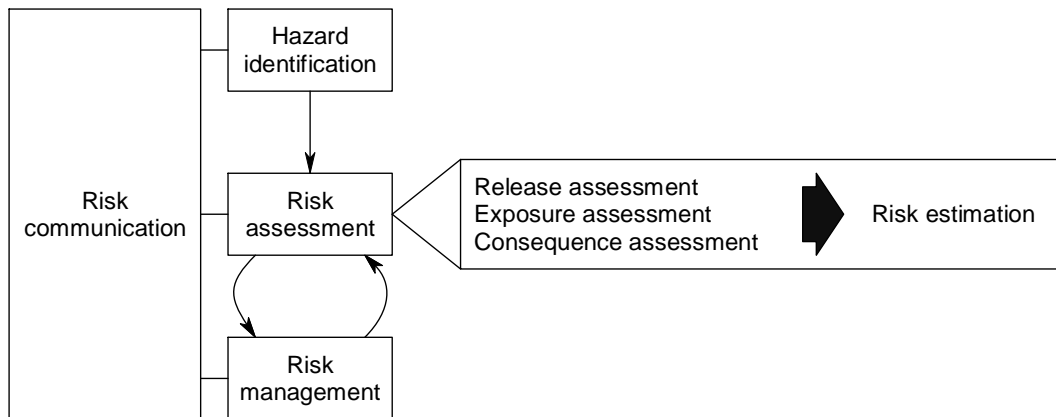 Hazard
identification
Risk
communication
Risk
assessment
Release assessment
Exposure assessment
Consequence assessment
Risk estimation
Risk
management